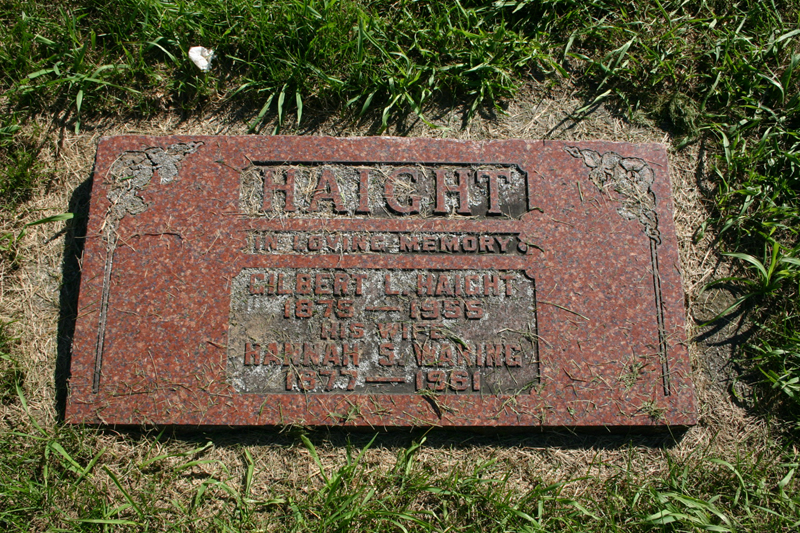 HAIGHT
IN LOVING MEMORY
GILBERT L. HAIGHT
HIS WIFE
HANNAH S. WARING
1877 — 1961